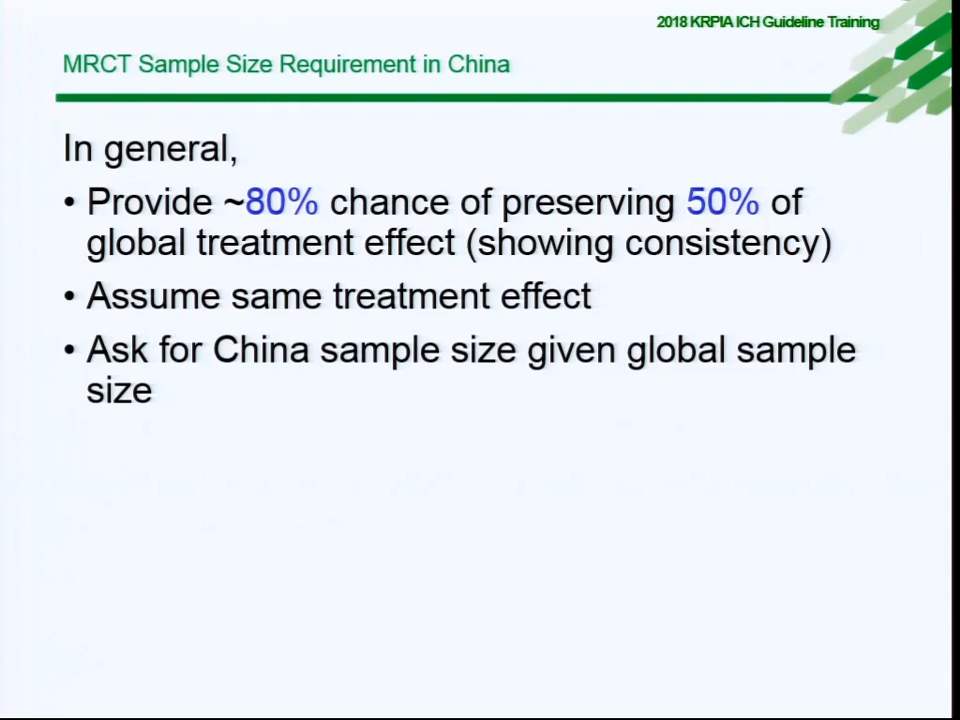 2018 KRPIA ICH Guideline Training
MRCT Sample Size Requirement in China
In general,
• Provide ~80% chance of preserving 50% of
global treatment effect (showing consistency)
• Assume same treatment effect
• Ask for China sample size given global sample
size